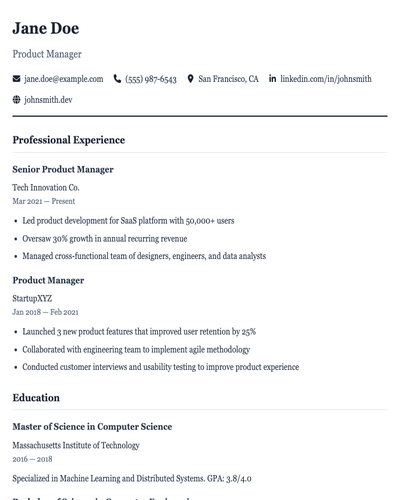 Jane Doe
Product Manager
jane.doe@example.com (555) 987-6543 San Francisco, CA linkedin.com/in/johnsmith
johnsmith.dev
Professional Experience
Senior Product Manager
Tech Innovation Co.
Mar 2021 — Present
• Led product development for SaaS platform with 50,000+ users
• Oversaw 30% growth in annual recurring revenue
• Managed cross-functional team of designers, engineers, and data analysts
Product Manager
StartupXYZ
Jan 2018 — Feb 2021
• Launched 3 new product features that improved user retention by 25%
• Collaborated with engineering team to implement agile methodology
• Conducted customer interviews and usability testing to improve product experience
Education
Master of Science in Computer Science
Massachusetts Institute of Technology
2016 — 2018
Specialized in Machine Learning and Distributed Systems. GPA: 3.8/4.0